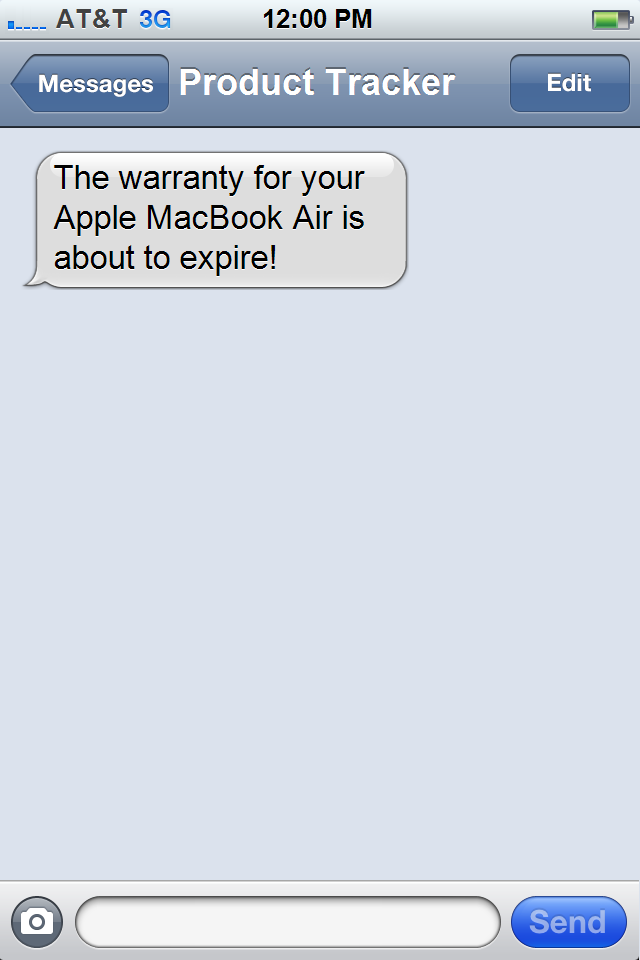 AT&T 3G 12:00 PM
Messages Product Tracker Edit
The warranty for your
Apple MacBook Air is
about to expire!
Send